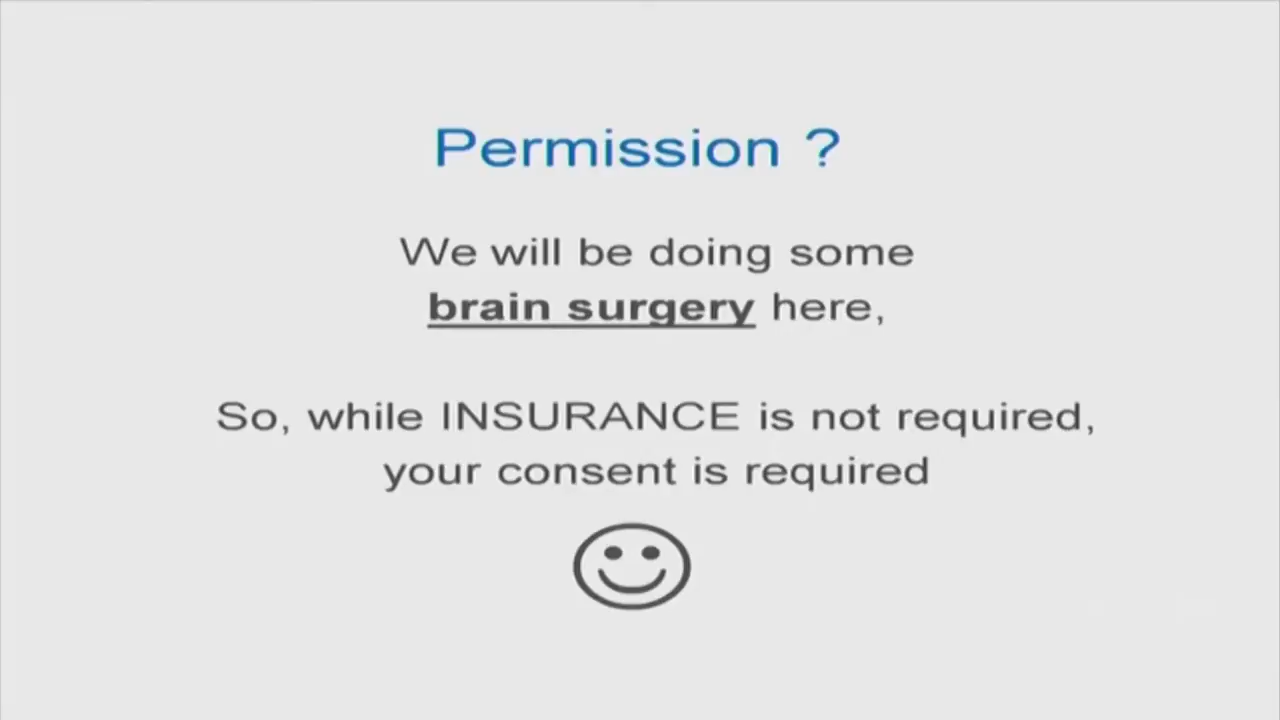 Permission ?
We will be doing some
brain surgery here,
So, while INSURANCE is not required,
your consent is required